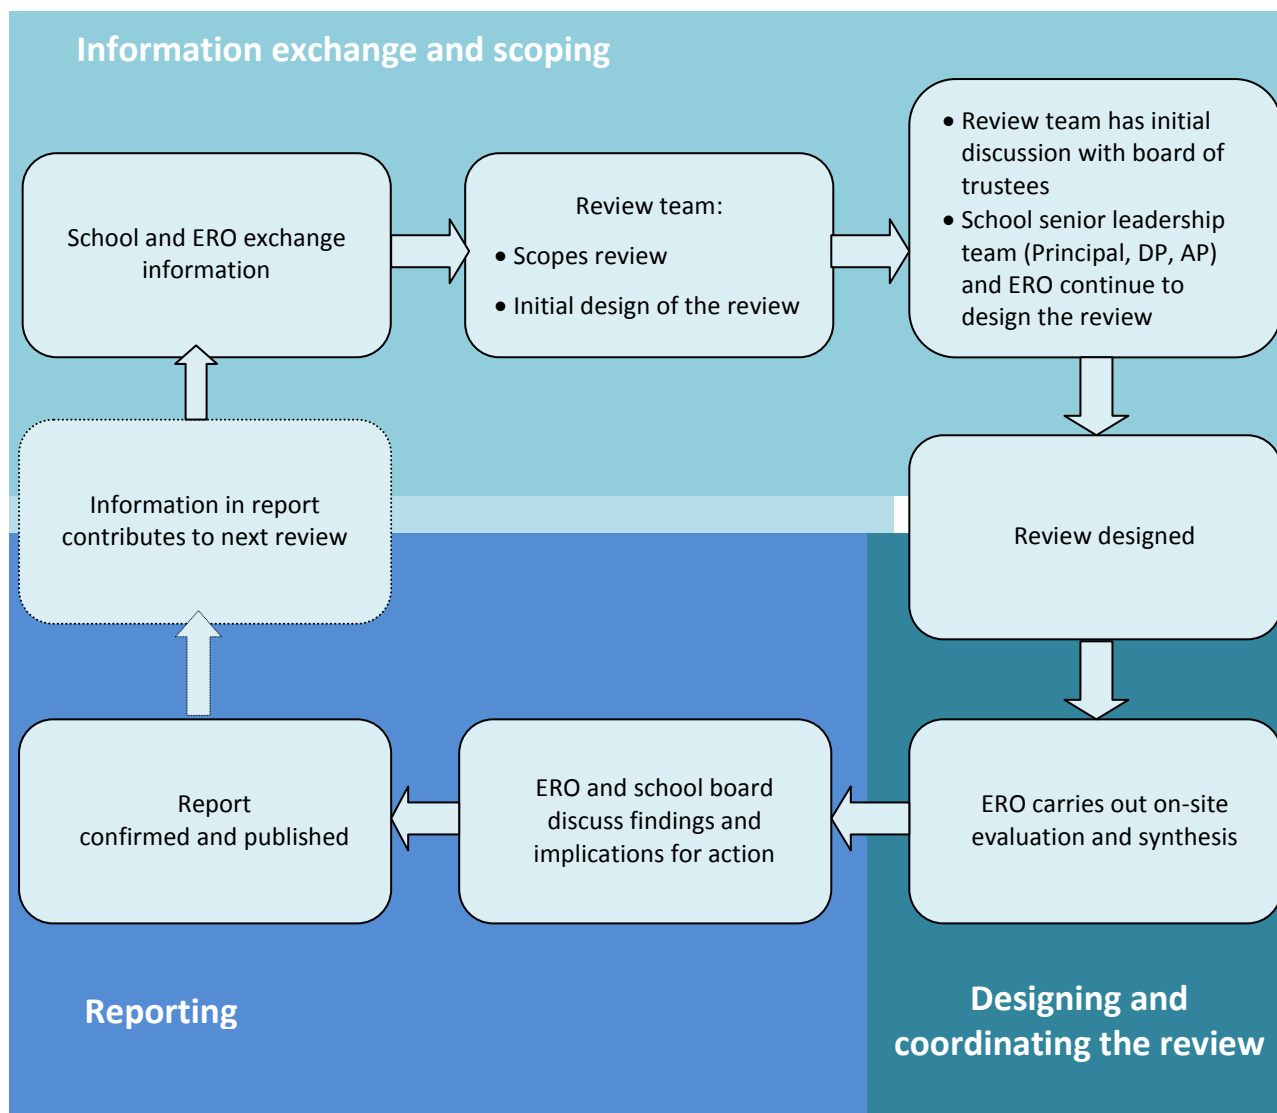 Information exchange and scoping
School and ERO exchange
information
Review team:
• Scopes review
• Initial design of the review
• Review team has initial
discussion with board of
trustees
• School senior leadership
team (Principal, DP, AP)
and ERO continue to
design the review
Review designed
ERO carries out on-site
evaluation and synthesis
ERO and school board
discuss findings and
implications for action
Report
confirmed and published
Information in report
contributes to next review
Reporting
Designing and
coordinating the review